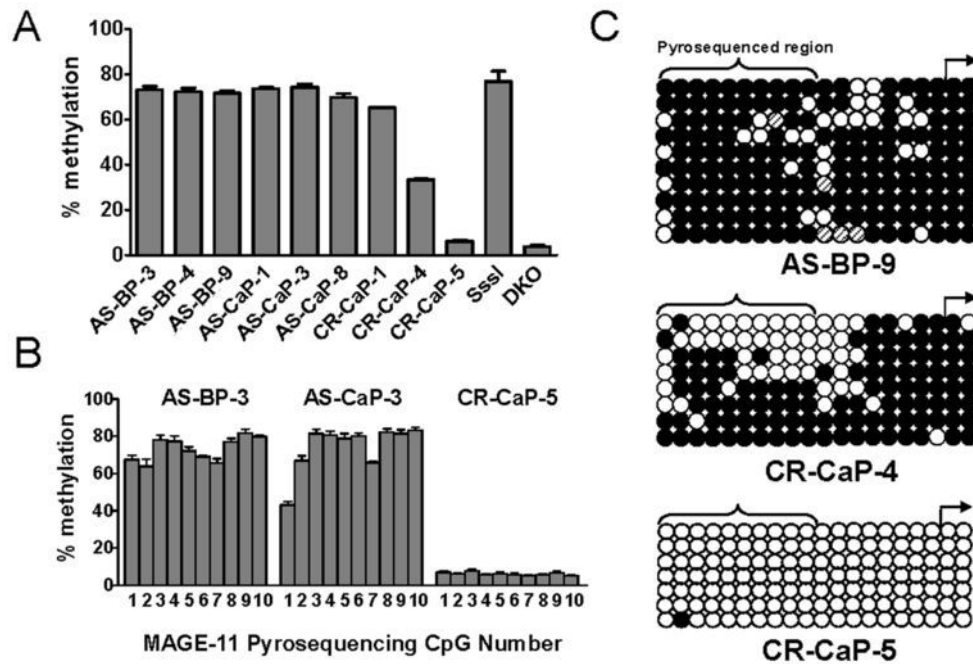 A
% methylation
100
80
60
40
20
0
AS-BP-3
AS-BP-4
AS-BP-9
AS-CaP-1
AS-CaP-3
AS-CaP-8
CR-CaP-1
CR-CaP-4
CR-CaP-5
SssI
DKO
B
AS-BP-3 AS-CaP-3 CR-CaP-5
% methylation
100
80
60
40
20
0
1 2 3 4 5 6 7 8 9 10 1 2 3 4 5 6 7 8 9 10 1 2 3 4 5 6 7 8 9 10
MAGE-11 Pyrosequencing CpG Number
C
Pyrosequenced region
AS-BP-9
CR-CaP-4
CR-CaP-5